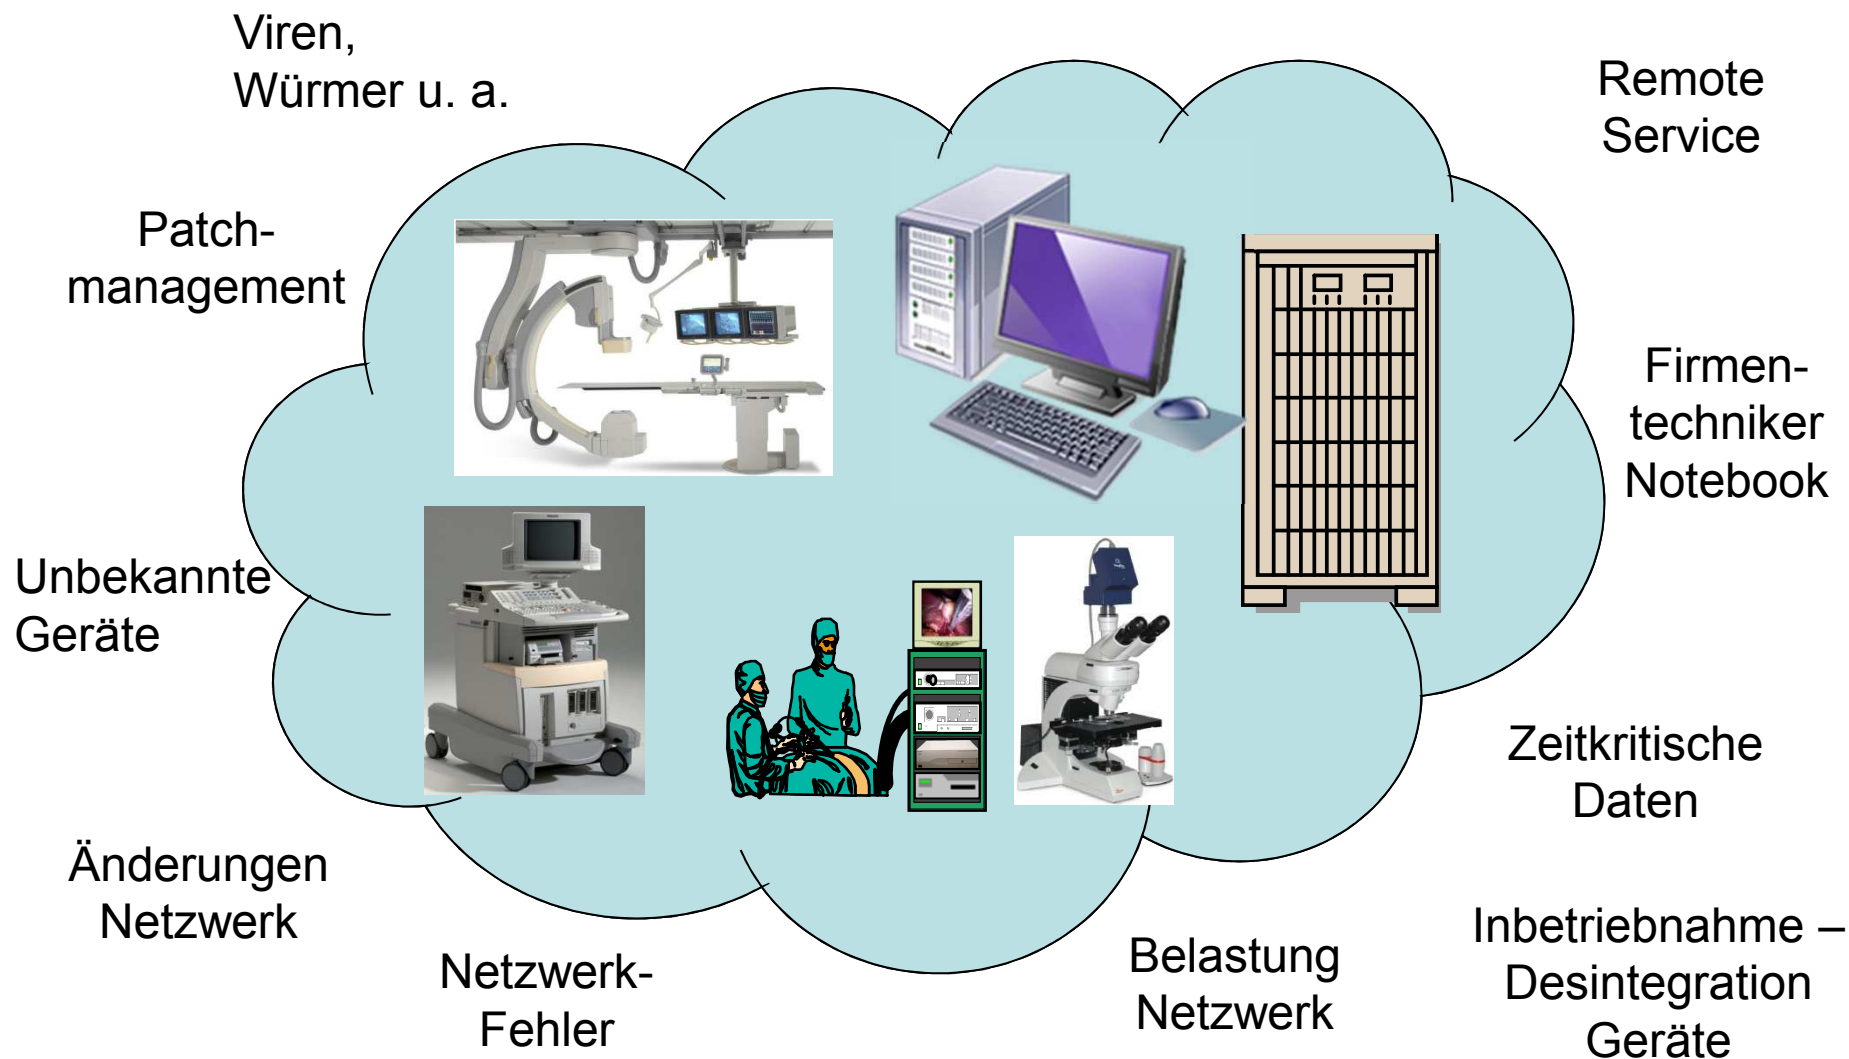 Viren,
Würmer u. a.
Remote
Service
Patch-
management
Firmen-
techniker
Notebook
Unbekannte
Geräte
Zeitkritische
Daten
Änderungen
Netzwerk
Netzwerk-
Fehler
Belastung
Netzwerk
Inbetriebnahme –
Desintegration
Geräte